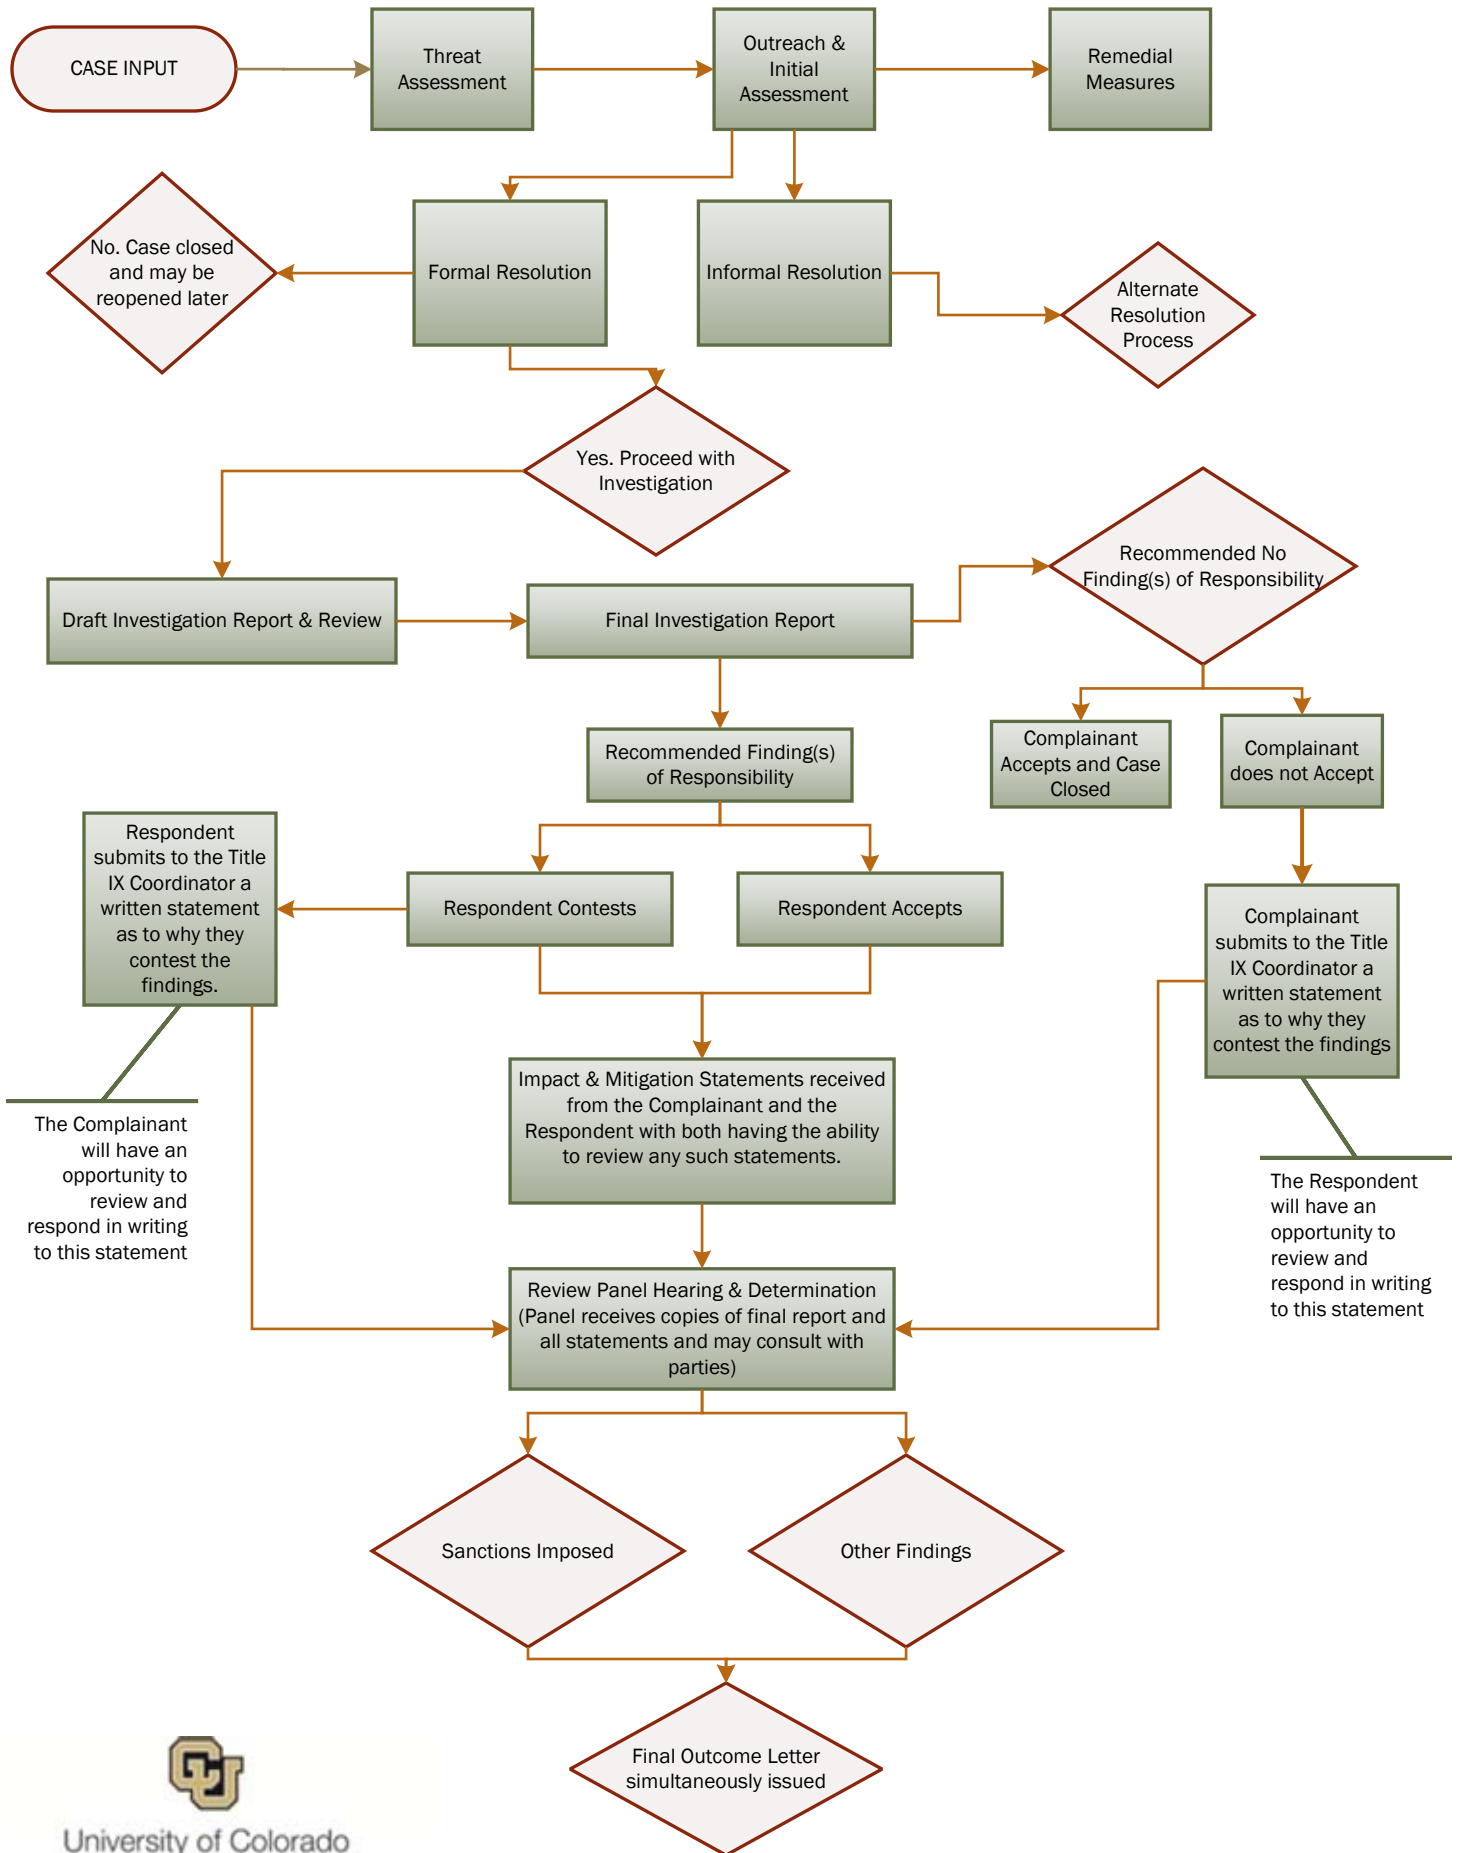 CASE INPUT
Threat
Assessment
Outreach &
Initial
Assessment
Remedial
Measures
No. Case closed
and may be
reopened later
Formal Resolution
Informal Resolution
Alternate
Resolution
Process
Yes. Proceed with
Investigation
Recommended No
Finding(s) of Responsibility
Draft Investigation Report & Review
Final Investigation Report
Recommended Finding(s)
of Responsibility
Complainant
Accepts and Case
Closed
Complainant
does not Accept
Respondent
submits to the Title
IX Coordinator a
written statement
as to why they
contest the
findings.
Respondent Contests
Respondent Accepts
Complainant
submits to the Title
IX Coordinator a
written statement
as to why they
contest the findings
Impact & Mitigation Statements received
from the Complainant and the
Respondent with both having the ability
to review any such statements.
The Complainant
will have an
opportunity to
review and
respond in writing
to this statement
The Respondent
will have an
opportunity to
review and
respond in writing
to this statement
Review Panel Hearing & Determination
(Panel receives copies of final report and
all statements and may consult with
parties)
Sanctions Imposed
Other Findings
Final Outcome Letter
simultaneously issued
CU
University of Colorado